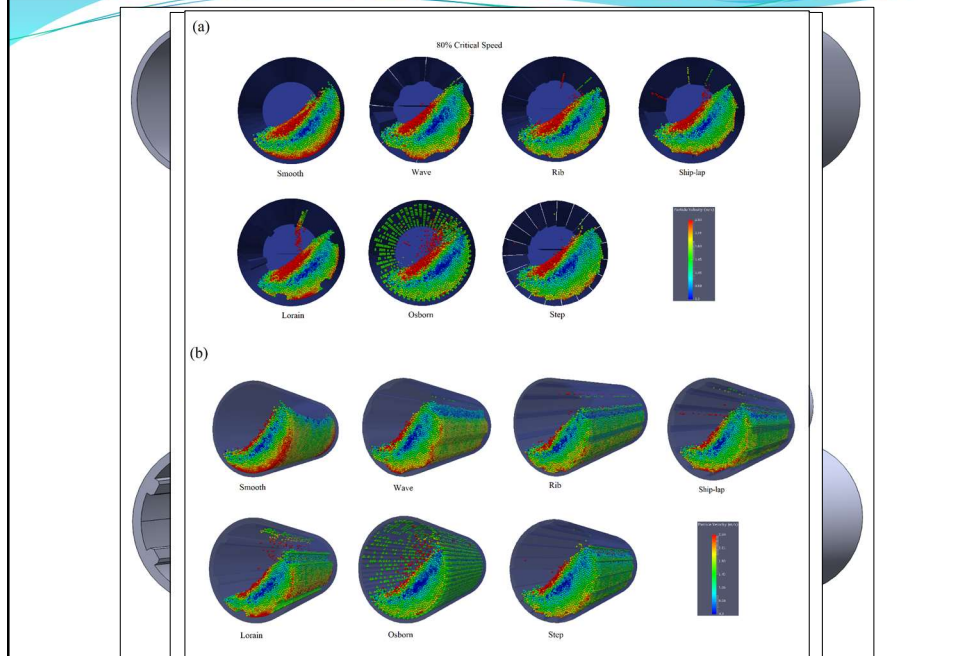 (a)
80% Critical Speed
Smooth
Wave
Rib
Ship-lap
Lorain
Osborn
Step
(b)
Smooth
Wave
Rib
Ship-lap
Lorain
Osborn
Step